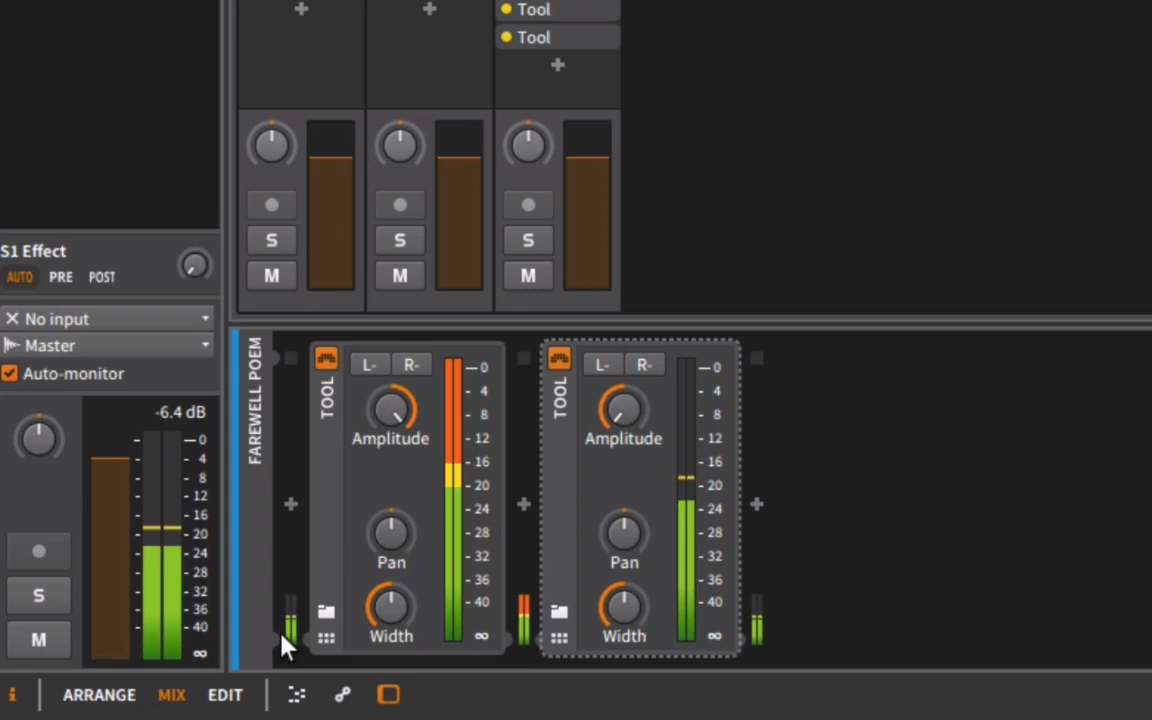 Tool
Tool
S
S
S
M
M
M
S1 Effect
AUTO PRE POST
No input
Master
Auto-monitor
-6.4 dB
0
4
8
12
16
20
24
28
32
36
40
∞
S
M
FAREWELL POEM
TOOL
L- R-
Amplitude
Pan
Width
0
4
8
12
16
20
24
28
32
36
40
∞
TOOL
L- R-
Amplitude
Pan
Width
0
4
8
12
16
20
24
28
32
36
40
∞
i
ARRANGE MIX EDIT